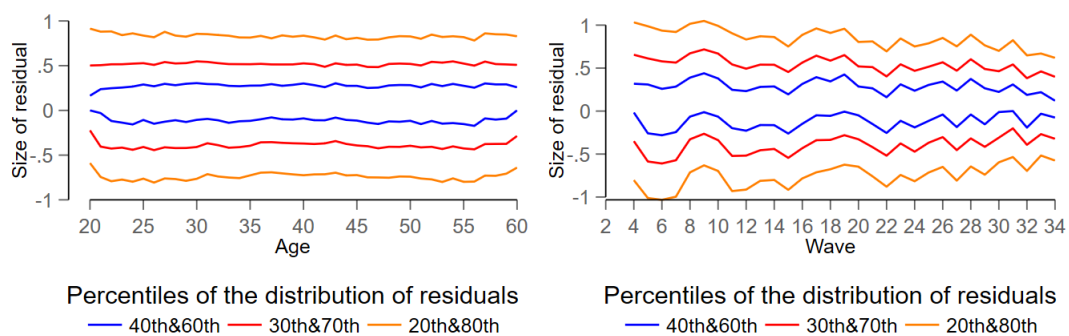 Size of residual
1
.5
0
-.5
-1
20 25 30 35 40 45 50 55 60
Age
Percentiles of the distribution of residuals
40th&60th 30th&70th 20th&80th
Size of residual
1
0.5
0
-.5
-1
2 4 6 8 10 12 14 16 18 20 22 24 26 28 30 32 34
Wave
Percentiles of the distribution of residuals
40th&60th 30th&70th 20th&80th